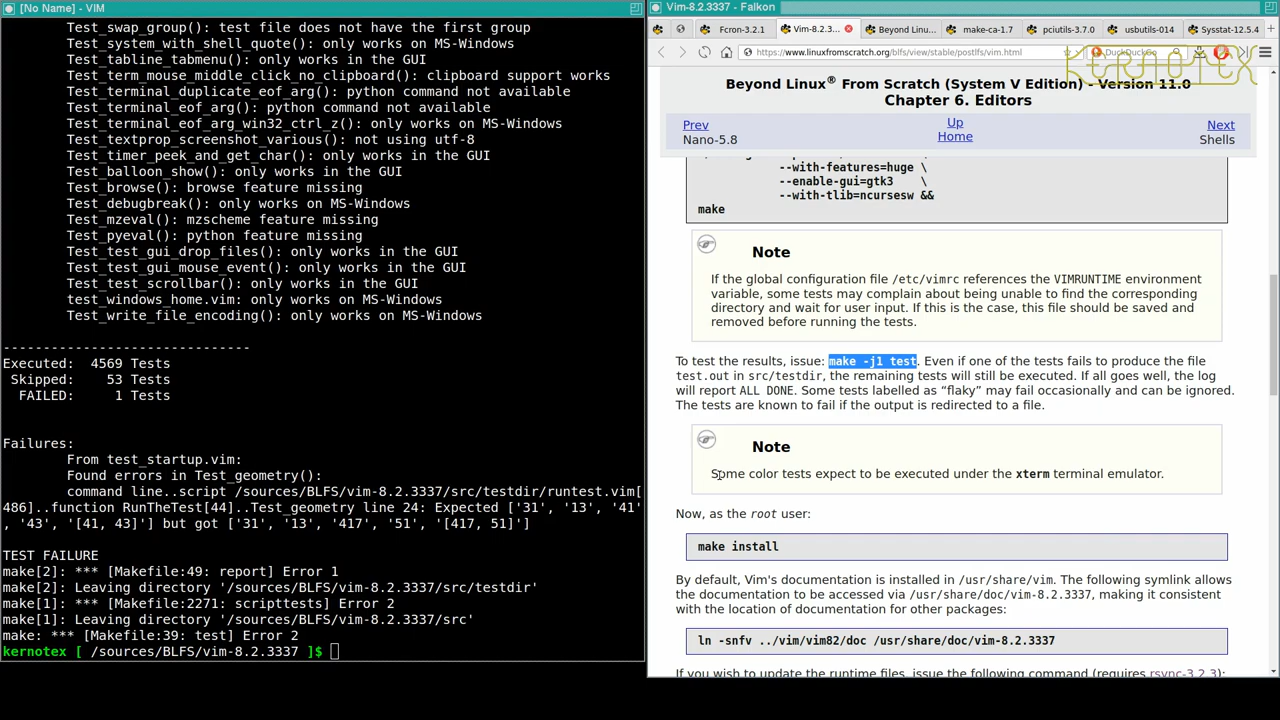 [No Name] - VIM
Test_swap_group(): test file does not have the first group
Test_system_with_shell_quote(): only works on MS-Windows
Test_tabline_tabmenu(): only works in the GUI
Test_term_mouse_middle_click_no_clipboard(): clipboard support works
Test_terminal_duplicate_eof_arg(): python command not available
Test_terminal_eof_arg(): python command not available
Test_terminal_eof_arg_win32_ctrl_z(): only works on MS-Windows
Test_textprop_screenshot_various(): not using utf-8
Test_timer_peek_and_get_char(): only works in the GUI
Test_balloon_show(): only works in the GUI
Test_browse(): browse feature missing
Test_debugbreak(): only works on MS-Windows
Test_mzeval(): mzscheme feature missing
Test_pyeval(): python feature missing
Test_test_gui_drop_files(): only works in the GUI
Test_test_gui_mouse_event(): only works in the GUI
Test_test_scrollbar(): only works in the GUI
Test_windows_home.vim: only works on MS-Windows
Test_write_file_encoding(): only works on MS-Windows
-------------------------------
Executed:  4569 Tests
Skipped:    53 Tests
FAILED:     1 Tests
Failures:
From test_startup.vim:
Found errors in Test_geometry():
command line..script /sources/BLFS/vim-8.2.3337/src/testdir/runtest.vim[
486]..function RunTheTest[44]..Test_geometry line 24: Expected ['31', '13', '41'
, '43', '[41, 43]'] but got ['31', '13', '417', '51', '[417, 51]']
TEST FAILURE
make[2]: *** [Makefile:49: report] Error 1
make[2]: Leaving directory '/sources/BLFS/vim-8.2.3337/src/testdir'
make[1]: *** [Makefile:2271: scripttests] Error 2
make[1]: Leaving directory '/sources/BLFS/vim-8.2.3337/src'
make: *** [Makefile:39: test] Error 2
kernotex [ /sources/BLFS/vim-8.2.3337 ]$
Vim-8.2.3337 - Falkon
Fcron-3.2.1 Vim-8.2.3... Beyond Linu... make-ca-1.7 pciutils-3.7.0 usbutils-014 Sysstat-12.5.4
https://www.linuxfromscratch.org/blfs/view/stable/postlfs/vim.html DuckDuckGo
KERNOTEX
Beyond Linux® From Scratch (System V Edition) - Version 11.0
Chapter 6. Editors
Prev Up Next
Nano-5.8 Home Shells
--with-features=huge \
--enable-gui=gtk3 \
--with-tlib=ncursesw &&
make
Note
If the global configuration file /etc/vimrc references the VIMRUNTIME environment
variable, some tests may complain about being unable to find the corresponding
directory and wait for user input. If this is the case, this file should be saved and
removed before running the tests.
To test the results, issue: make -j1 test. Even if one of the tests fails to produce the file
test.out in src/testdir, the remaining tests will still be executed. If all goes well, the log
will report ALL DONE. Some tests labelled as “flaky” may fail occasionally and can be ignored.
The tests are known to fail if the output is redirected to a file.
Note
Some color tests expect to be executed under the xterm terminal emulator.
Now, as the root user:
make install
By default, Vim's documentation is installed in /usr/share/vim. The following symlink allows
the documentation to be accessed via /usr/share/doc/vim-8.2.3337, making it consistent
with the location of documentation for other packages:
ln -snfv ../vim/vim82/doc /usr/share/doc/vim-8.2.3337
If you wish to update the runtime files, issue the following command (requires rsync-3.2.3):